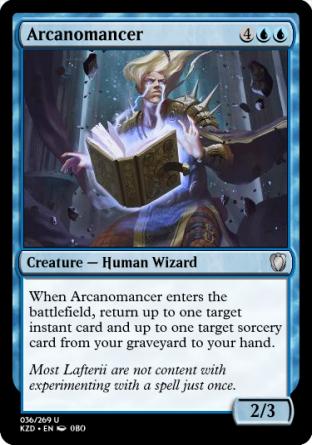 Arcanomancer 4
Creature — Human Wizard
When Arcanomancer enters the
battlefield, return up to one target
instant card and up to one target sorcery
card from your graveyard to your hand.
Most Lafterii are not content with
experimenting with a spell just once.
2/3
036/269 U
KZD • EN OBO